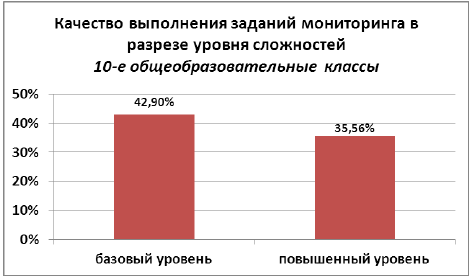 Качество выполнения заданий мониторинга в
разрезе уровня сложностей
10-е общеобразовательные классы
50%
42,90%
40%
35,56%
30%
20%
10%
0%
базовый уровень
повышенный уровень